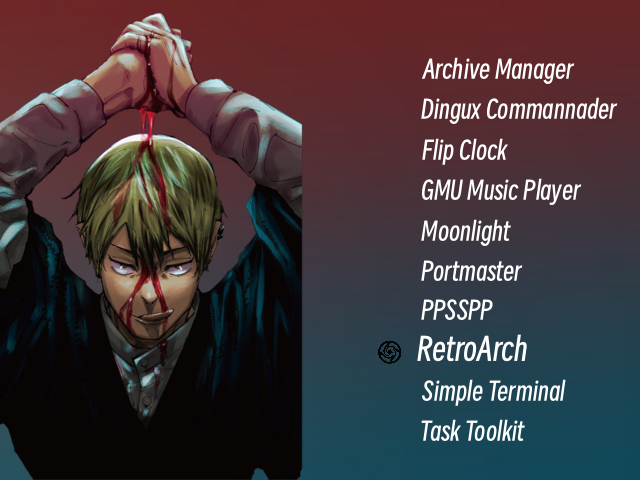 Archive Manager
Dingux Commannader
Flip Clock
GMU Music Player
Moonlight
Portmaster
PPSSPP
RetroArch
Simple Terminal
Task Toolkit